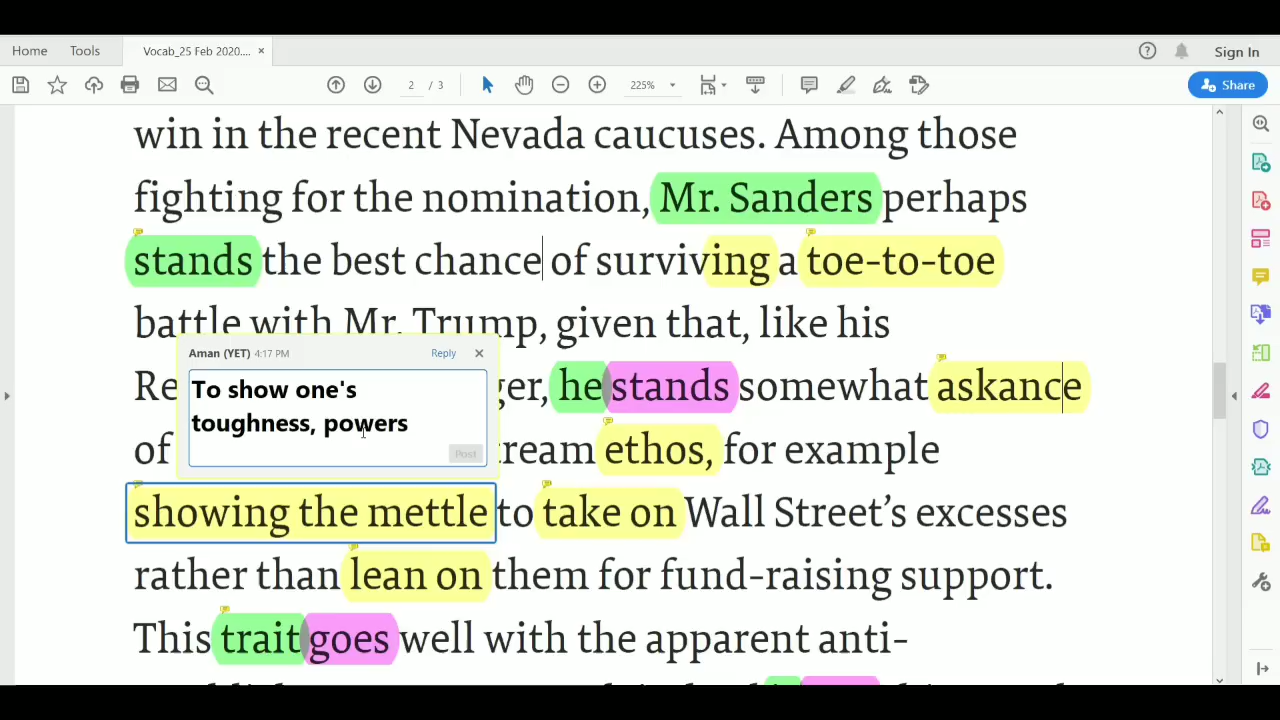 Home Tools Vocab_25 Feb 2020.... × ? Sign In
2 / 3 225% Share
win in the recent Nevada caucuses. Among those
fighting for the nomination, Mr. Sanders perhaps
stands the best chance of surviving a toe-to-toe
battle with Mr. Trump, given that, like his
Aman (YET) 4:17 PM Reply ×
Re ger, he stands somewhat askance
To show one's
toughness, powers
Post
of cream ethos, for example
showing the mettle to take on Wall Street’s excesses
rather than lean on them for fund-raising support.
This trait goes well with the apparent anti-